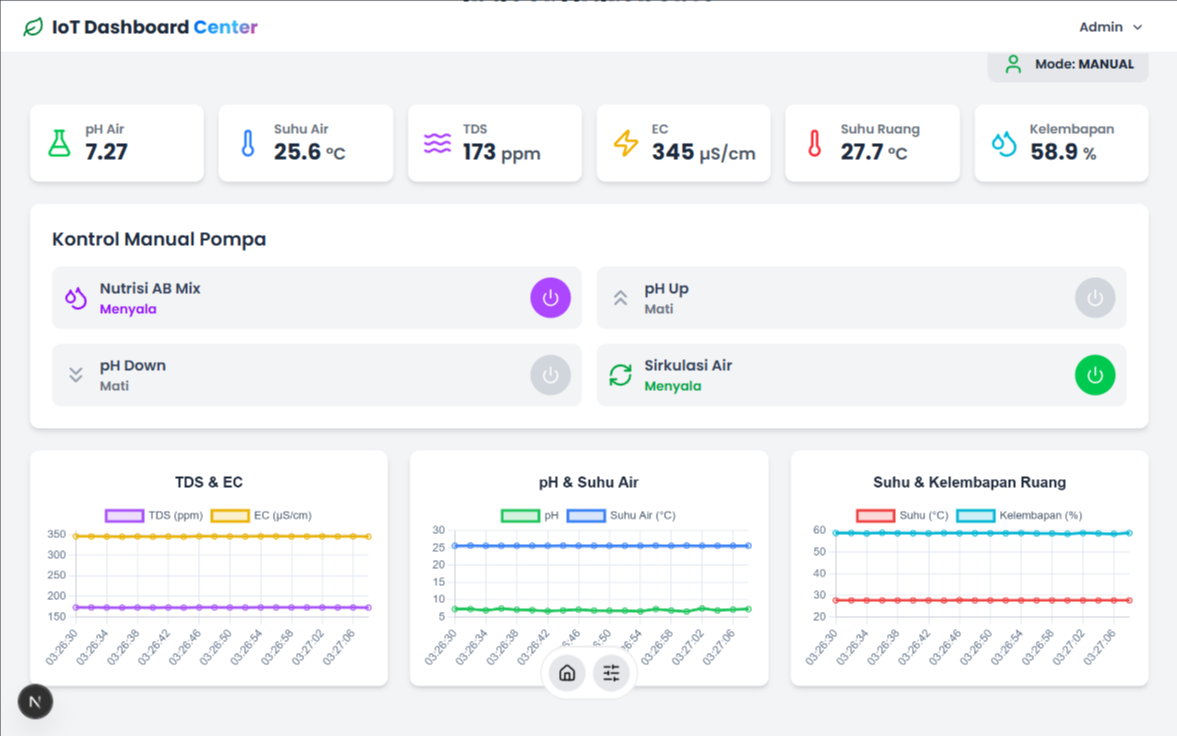 IoT Dashboard Center
Admin
Mode: MANUAL
pH Air
7.27
Suhu Air
25.6 °C
TDS
173 ppm
EC
345 µS/cm
Suhu Ruang
27.7 °C
Kelembapan
58.9 %
Kontrol Manual Pompa
Nutrisi AB Mix
Menyala
pH Up
Mati
pH Down
Mati
Sirkulasi Air
Menyala
TDS & EC
TDS (ppm) EC (µS/cm)
350
300
250
200
150
03:26:30 03:26:34 03:26:38 03:26:42 03:26:46 03:26:50 03:26:54 03:26:58 03:27:02 03:27:06
pH & Suhu Air
pH Suhu Air (°C)
30
25
20
15
10
5
03:26:30 03:26:34 03:26:38 03:26:42 :46 :50 :54 03:26:58 03:27:02 03:27:06
Suhu & Kelembapan Ruang
Suhu (°C) Kelembapan (%)
60
50
40
30
20
03:26:30 03:26:34 03:26:38 03:26:42 03:26:46 03:26:50 03:26:54 03:26:58 03:27:02 03:27:06
N